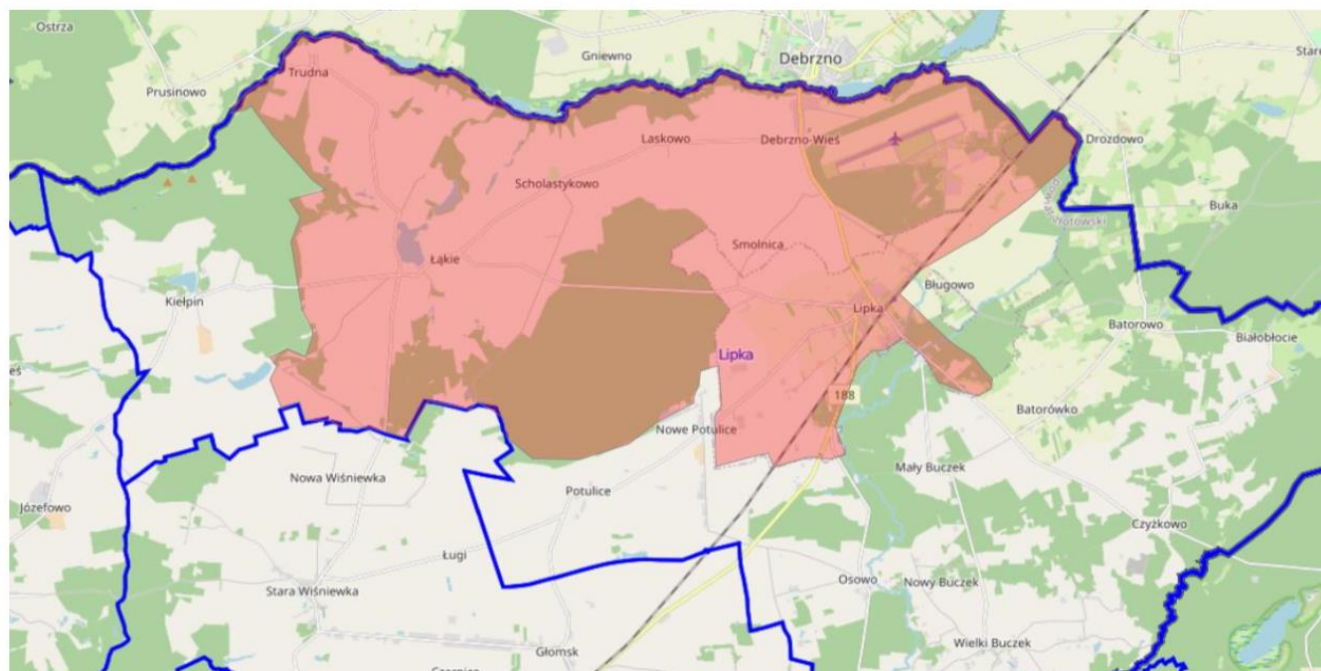 Ostrza
Gniewno
Debrzno
Trudna
Prusinowo
Laskowo
Debrzno-Wieś
Drozdowo
Scholastykowo
Buka
Smolnica
Łąkie
Kiełpin
Bługowo
Lipka
Batorowo
Białobłocie
Lipka
188
Batorówko
Nowe Potulice
Nowa Wiśniewka
Mały Buczek
Potulice
Józefowo
Czyżkowo
Ługi
Stara Wiśniewka
Osowo
Nowy Buczek
Wielki Buczek
Głomsk